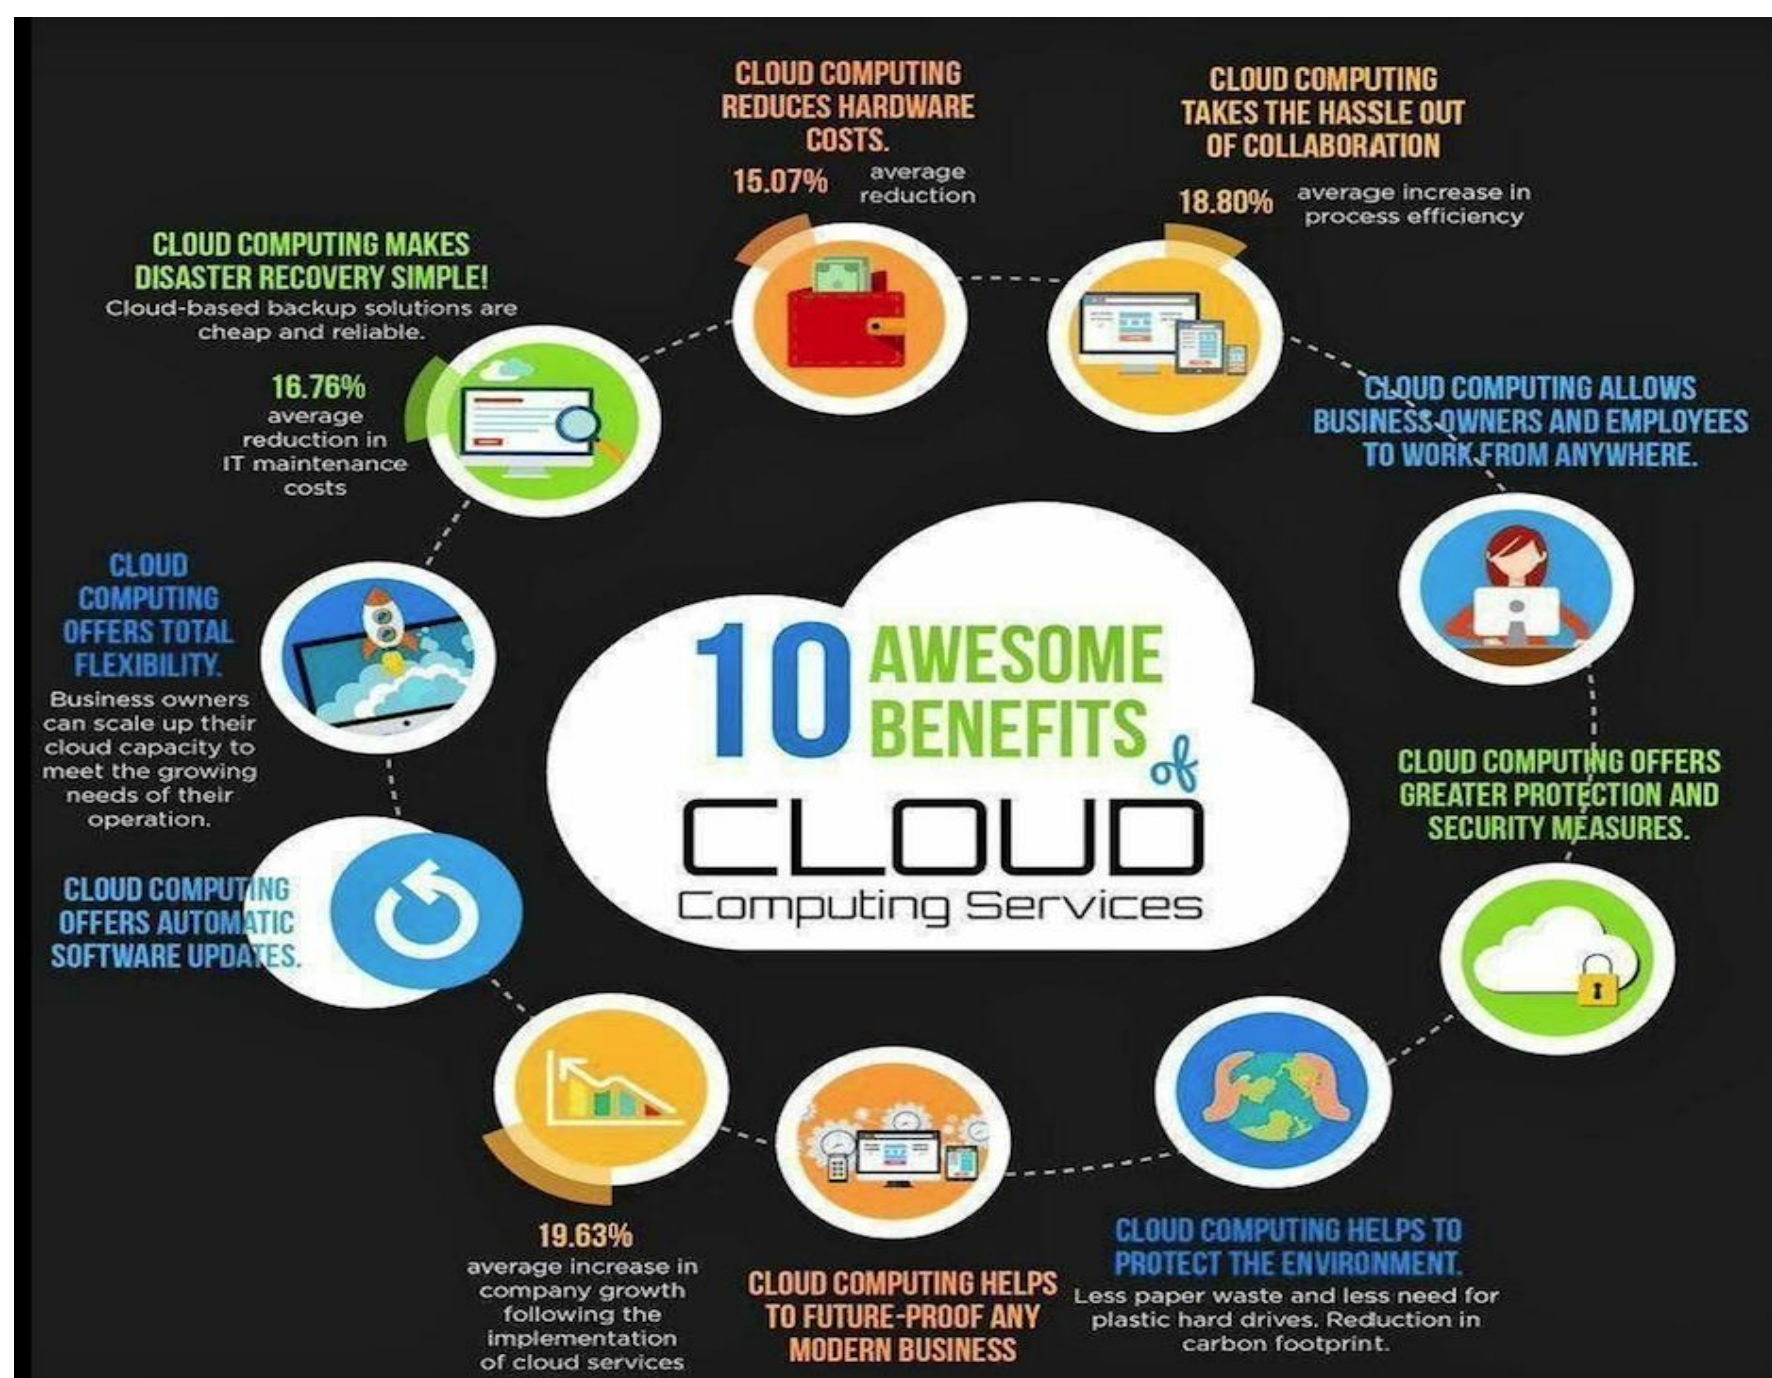 CLOUD COMPUTING
REDUCES HARDWARE
COSTS.
15.07%
average
reduction
CLOUD COMPUTING
TAKES THE HASSLE OUT
OF COLLABORATION
18.80%
average increase in
process efficiency
CLOUD COMPUTING ALLOWS
BUSINESS OWNERS AND EMPLOYEES
TO WORK FROM ANYWHERE.
CLOUD COMPUTING OFFERS
GREATER PROTECTION AND
SECURITY MEASURES.
CLOUD COMPUTING HELPS TO
PROTECT THE ENVIRONMENT.
Less paper waste and less need for
plastic hard drives. Reduction in
carbon footprint.
CLOUD COMPUTING HELPS
TO FUTURE-PROOF ANY
MODERN BUSINESS
19.63%
average increase in
company growth
following the
implementation
of cloud services
CLOUD COMPUTING
OFFERS AUTOMATIC
SOFTWARE UPDATES.
CLOUD
COMPUTING
OFFERS TOTAL
FLEXIBILITY.
Business owners
can scale up their
cloud capacity to
meet the growing
needs of their
operation.
CLOUD COMPUTING MAKES
DISASTER RECOVERY SIMPLE!
Cloud-based backup solutions are
cheap and reliable.
16.76%
average
reduction in
IT maintenance
costs
10 AWESOME
BENEFITS
of
CLOUD
Computing Services